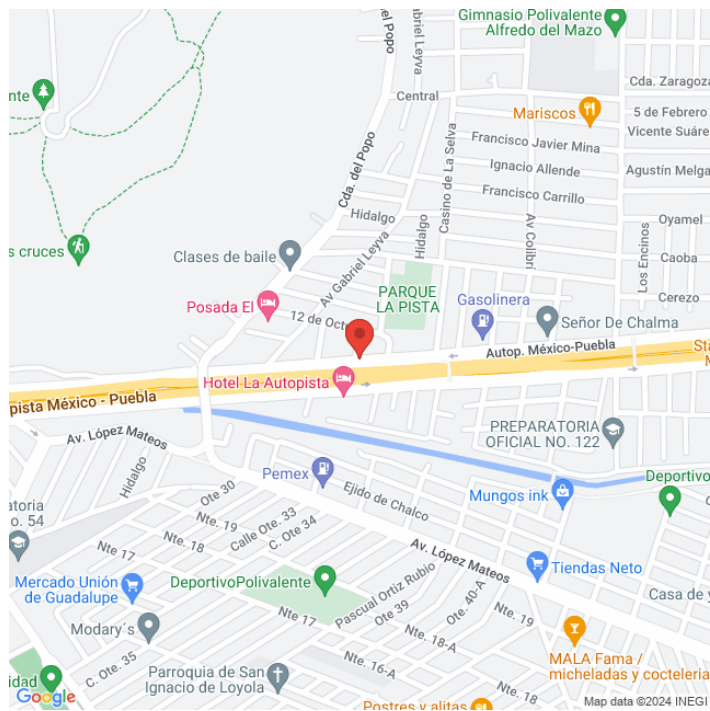 Gimnasio Polivalente
Alfredo del Mazo
Gabriel Leyva
del Popo
Cda. Zaragoza
nte
Central
Mariscos
5 de Febrero
Vicente Suáre
Francisco Javier Mina
Cda. del Popo
Casino de La Selva
Ignacio Allende
Agustín Melga
Francisco Carrillo
Hidalgo
Hidalgo
Av Colibrí
Oyamel
s cruces
Clases de baile
Av Gabriel Leyva
Los Encinos
Caoba
PARQUE
LA PISTA
Cerezo
Posada El
Gasolinera
12 de Octu
Señor De Chalma
Autop. México-Puebla
Sta
M
Hotel La Autopista
pista México - Puebla
Av. López Mateos
PREPARATORIA
OFICIAL NO. 122
Hidalgo
Pemex
Deportivo
Ote 30
Ejido de Chalco
Mungos ink
atoria
o. 54
Nte. 19
Calle Ote. 33
C. Ote 34
Nte. 18
Nte 17
Av. López Mateos
Tiendas Neto
Mercado Unión
de Guadalupe
DeportivoPolivalente
Pascual Ortiz Rubio
Ote 39
Ote. 40-A
Nte. 19
Casa de y
Modary´s
Nte 17
Nte. 18-A
C. Ote. 35
Nte. 16-A
MALA Fama /
micheladas y cocteleria
Parroquia de San
Ignacio de Loyola
idad
Nte. 18
Google
Postres y alitas
Map data ©2024 INEGI